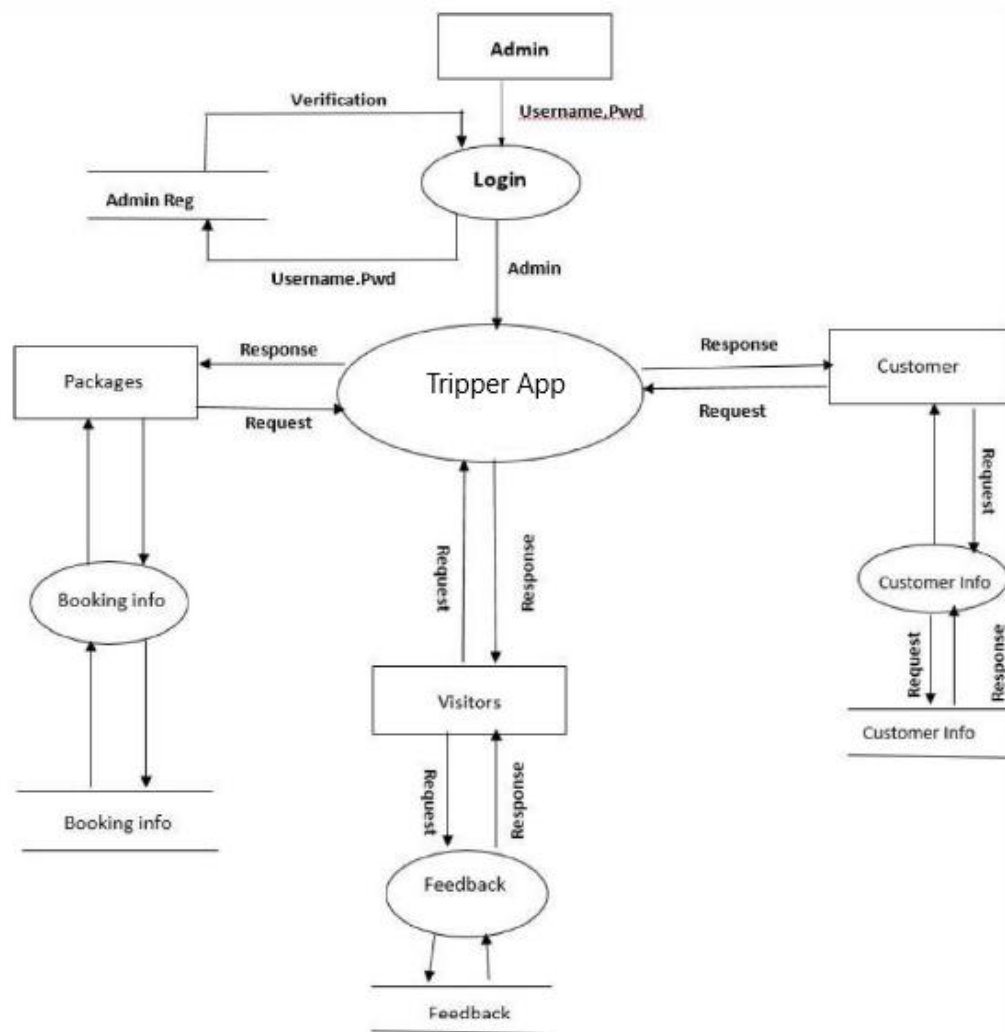 Admin
Verification
Username,Pwd
Login
Admin Reg
Username.Pwd
Admin
Response
Response
Packages
Tripper App
Customer
Request
Request
Request
Request
Response
Booking info
Customer Info
Request
Response
Visitors
Customer Info
Request
Response
Booking info
Feedback
Feedback